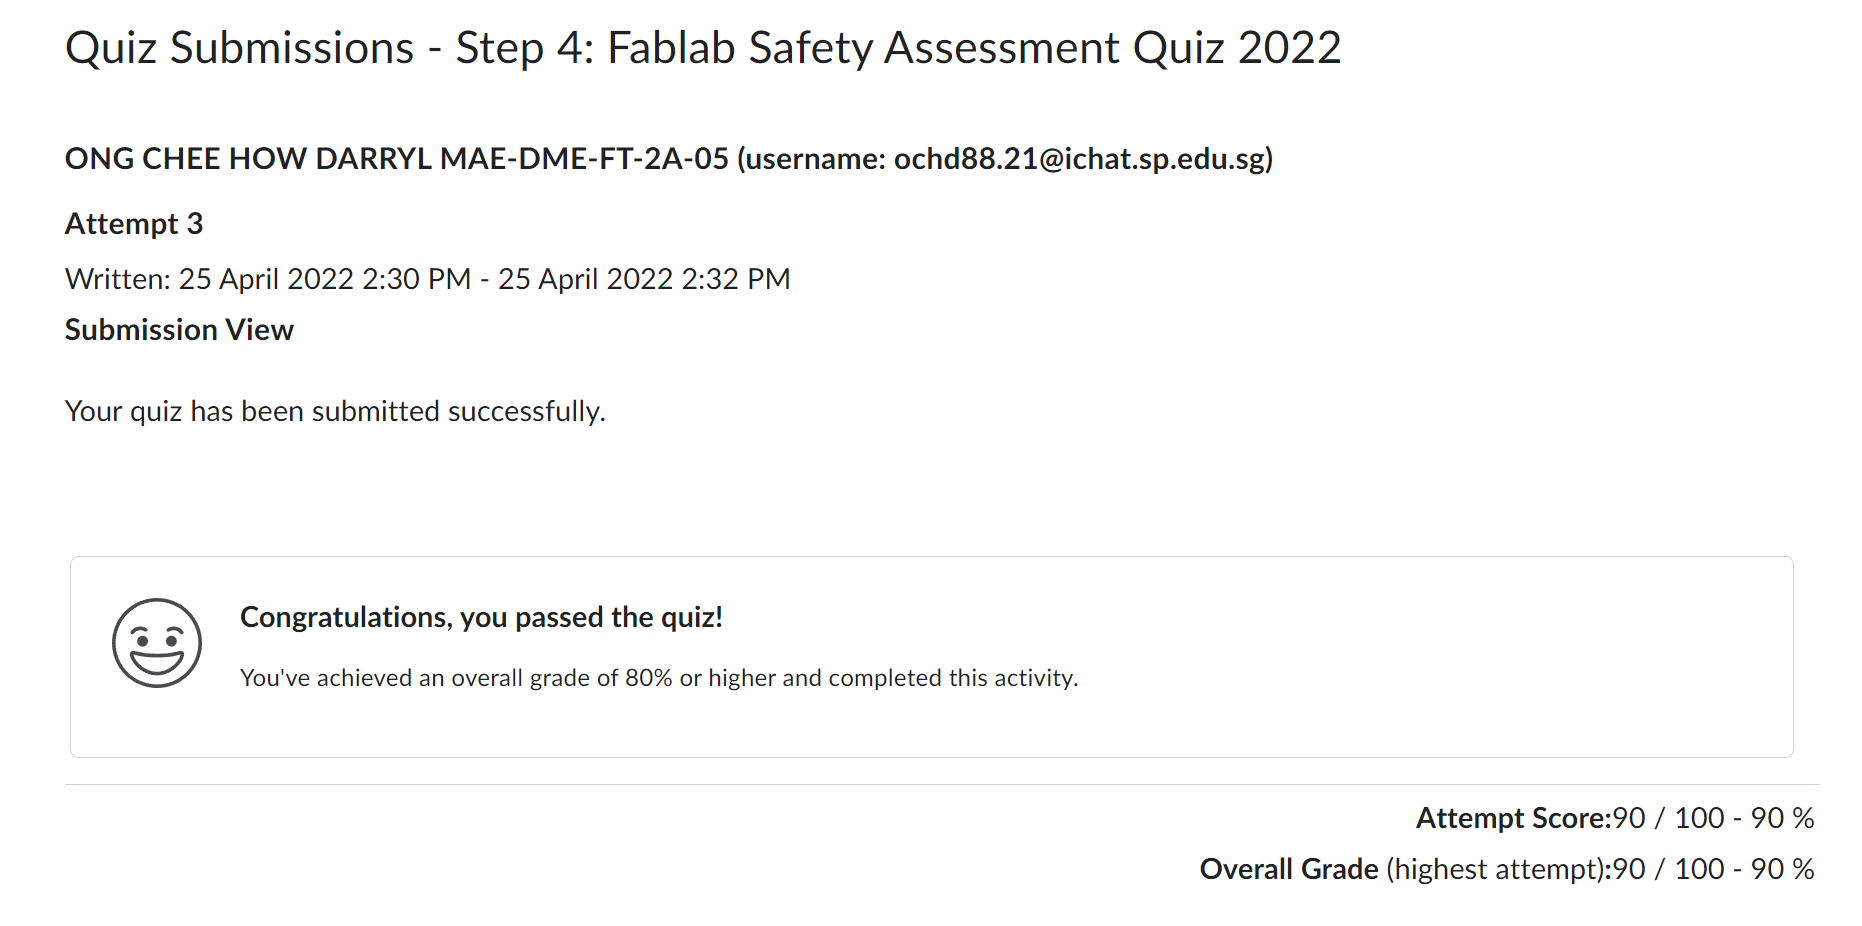 Quiz Submissions - Step 4: Fablab Safety Assessment Quiz 2022
ONG CHEE HOW DARRYL MAE-DME-FT-2A-05 (username: ochd88.21@ichat.sp.edu.sg)
Attempt 3
Written: 25 April 2022 2:30 PM - 25 April 2022 2:32 PM
Submission View
Your quiz has been submitted successfully.
Congratulations, you passed the quiz!
You've achieved an overall grade of 80% or higher and completed this activity.
Attempt Score:90 / 100 - 90 %
Overall Grade (highest attempt):90 / 100 - 90 %